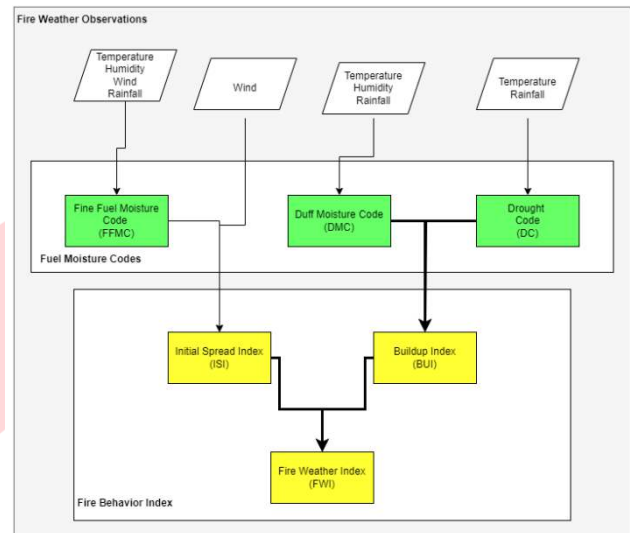 Fire Weather Observations
Temperature
Humidity
Wind
Rainfall
Wind
Temperature
Humidity
Rainfall
Temperature
Rainfall
Fine Fuel Moisture
Code
(FFMC)
Duff Moisture Code
(DMC)
Drought
Code
(DC)
Fuel Moisture Codes
Initial Spread Index
(ISI)
Buildup Index
(BUI)
Fire Weather Index
(FWI)
Fire Behavior Index